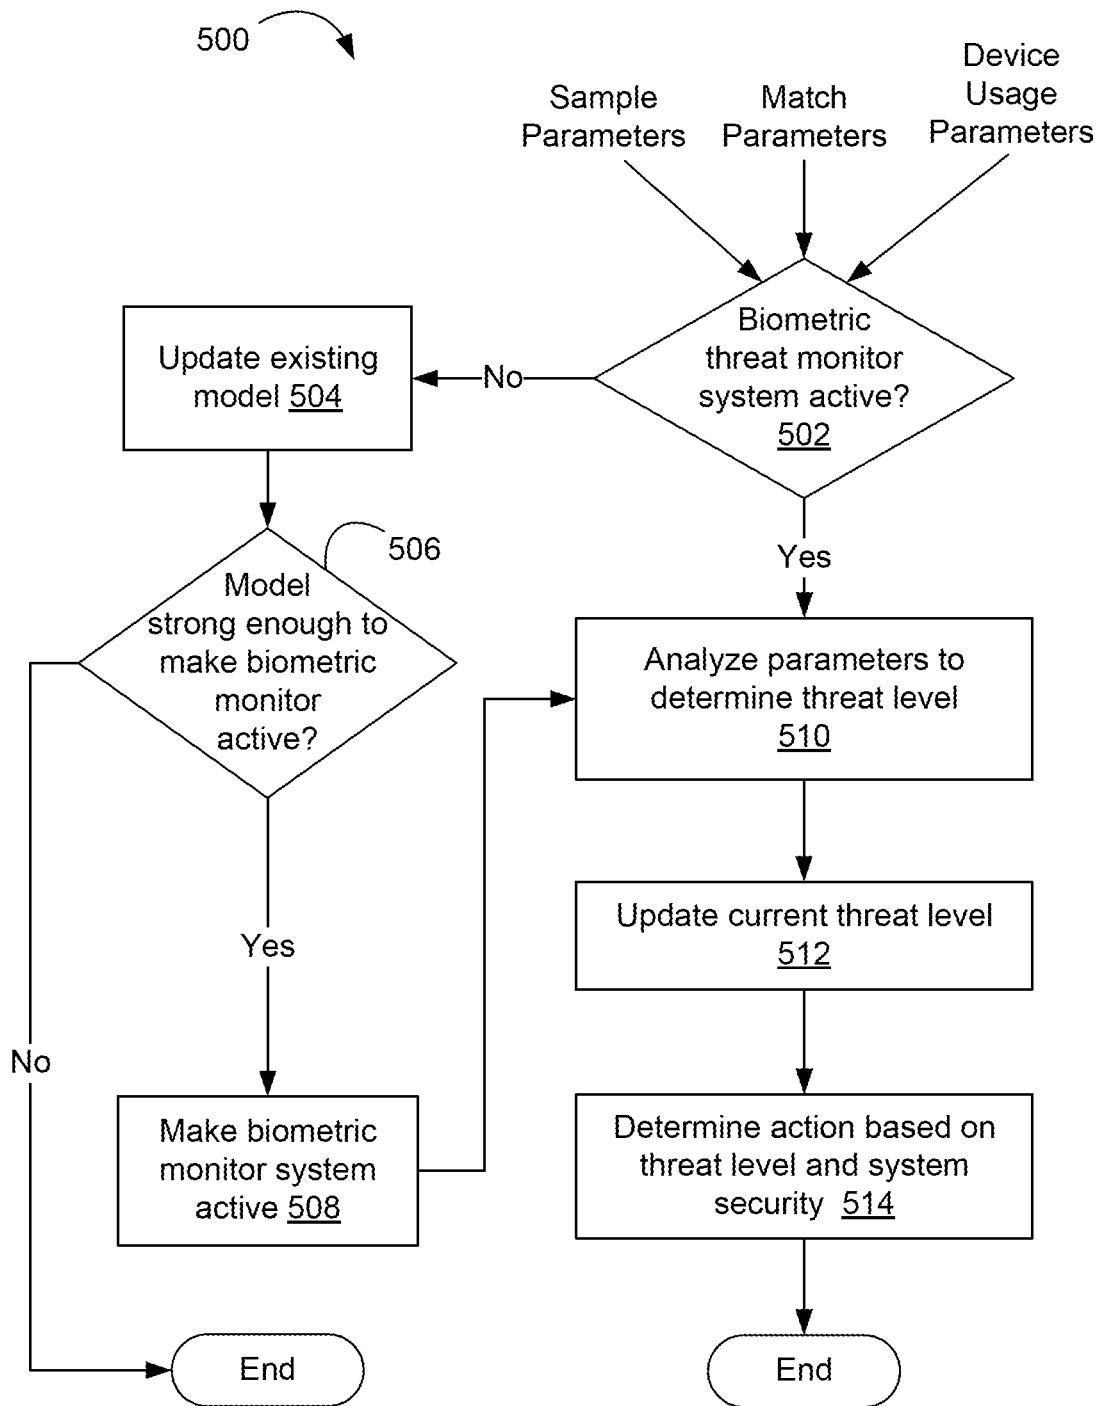 500
Sample
Parameters
Match
Parameters
Device
Usage
Parameters
Biometric
threat monitor
system active?
502
No
Update existing
model 504
506
Model
strong enough to
make biometric
monitor
active?
Yes
Analyze parameters to
determine threat level
510
Update current threat level
512
Yes
No
Make biometric
monitor system
active 508
Determine action based on
threat level and system
security 514
End
End